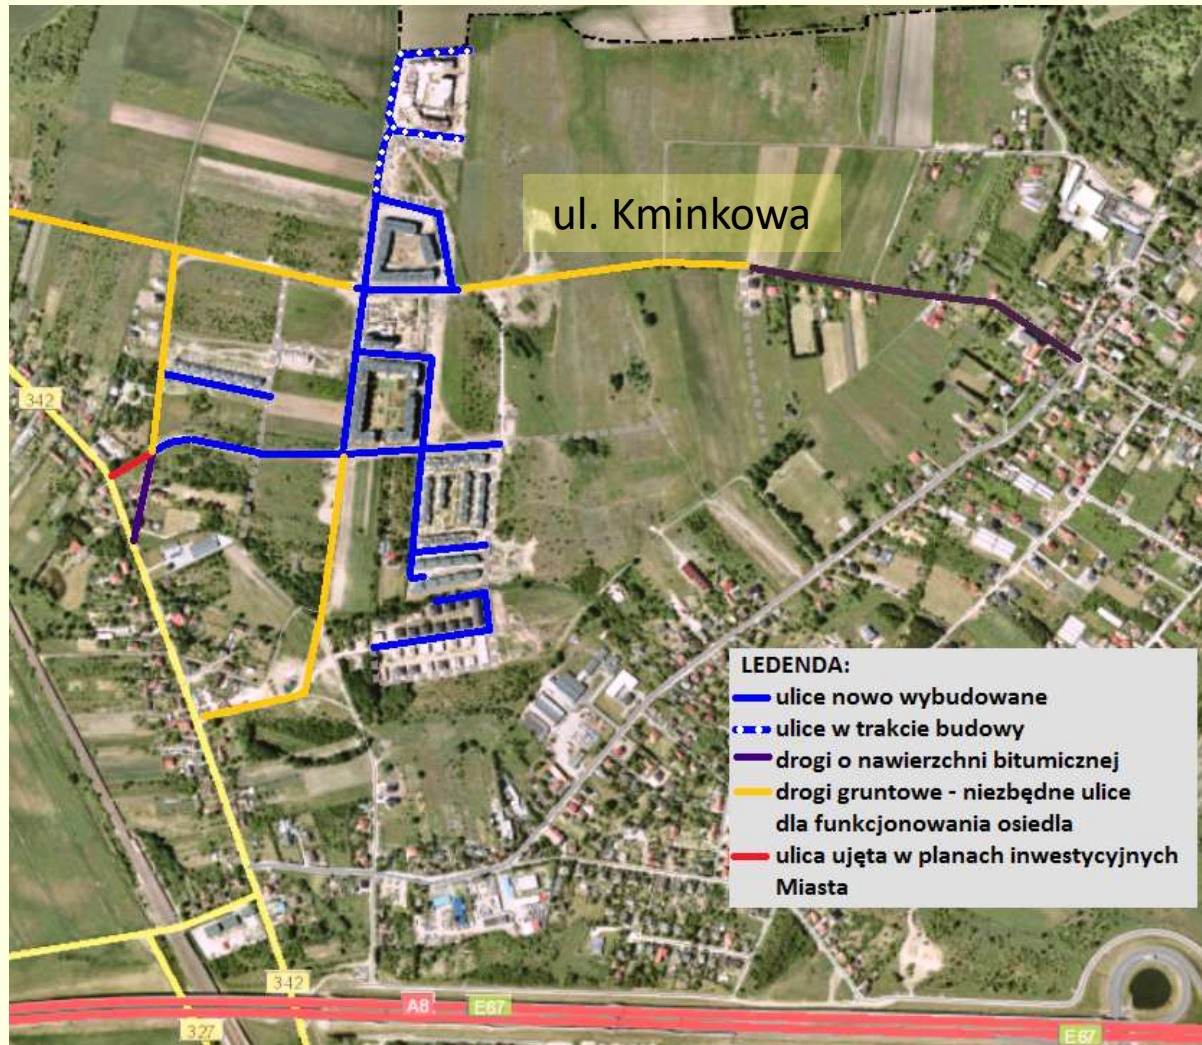 ul. Kminkowa
342
LEDENDA:
ulice nowo wybudowane
ulice w trakcie budowy
drogi o nawierzchni bitumicznej
drogi gruntowe - niezbędne ulice
dla funkcjonowania osiedla
ulica ujęta w planach inwestycyjnych
Miasta
342
A8
E67
327
E67